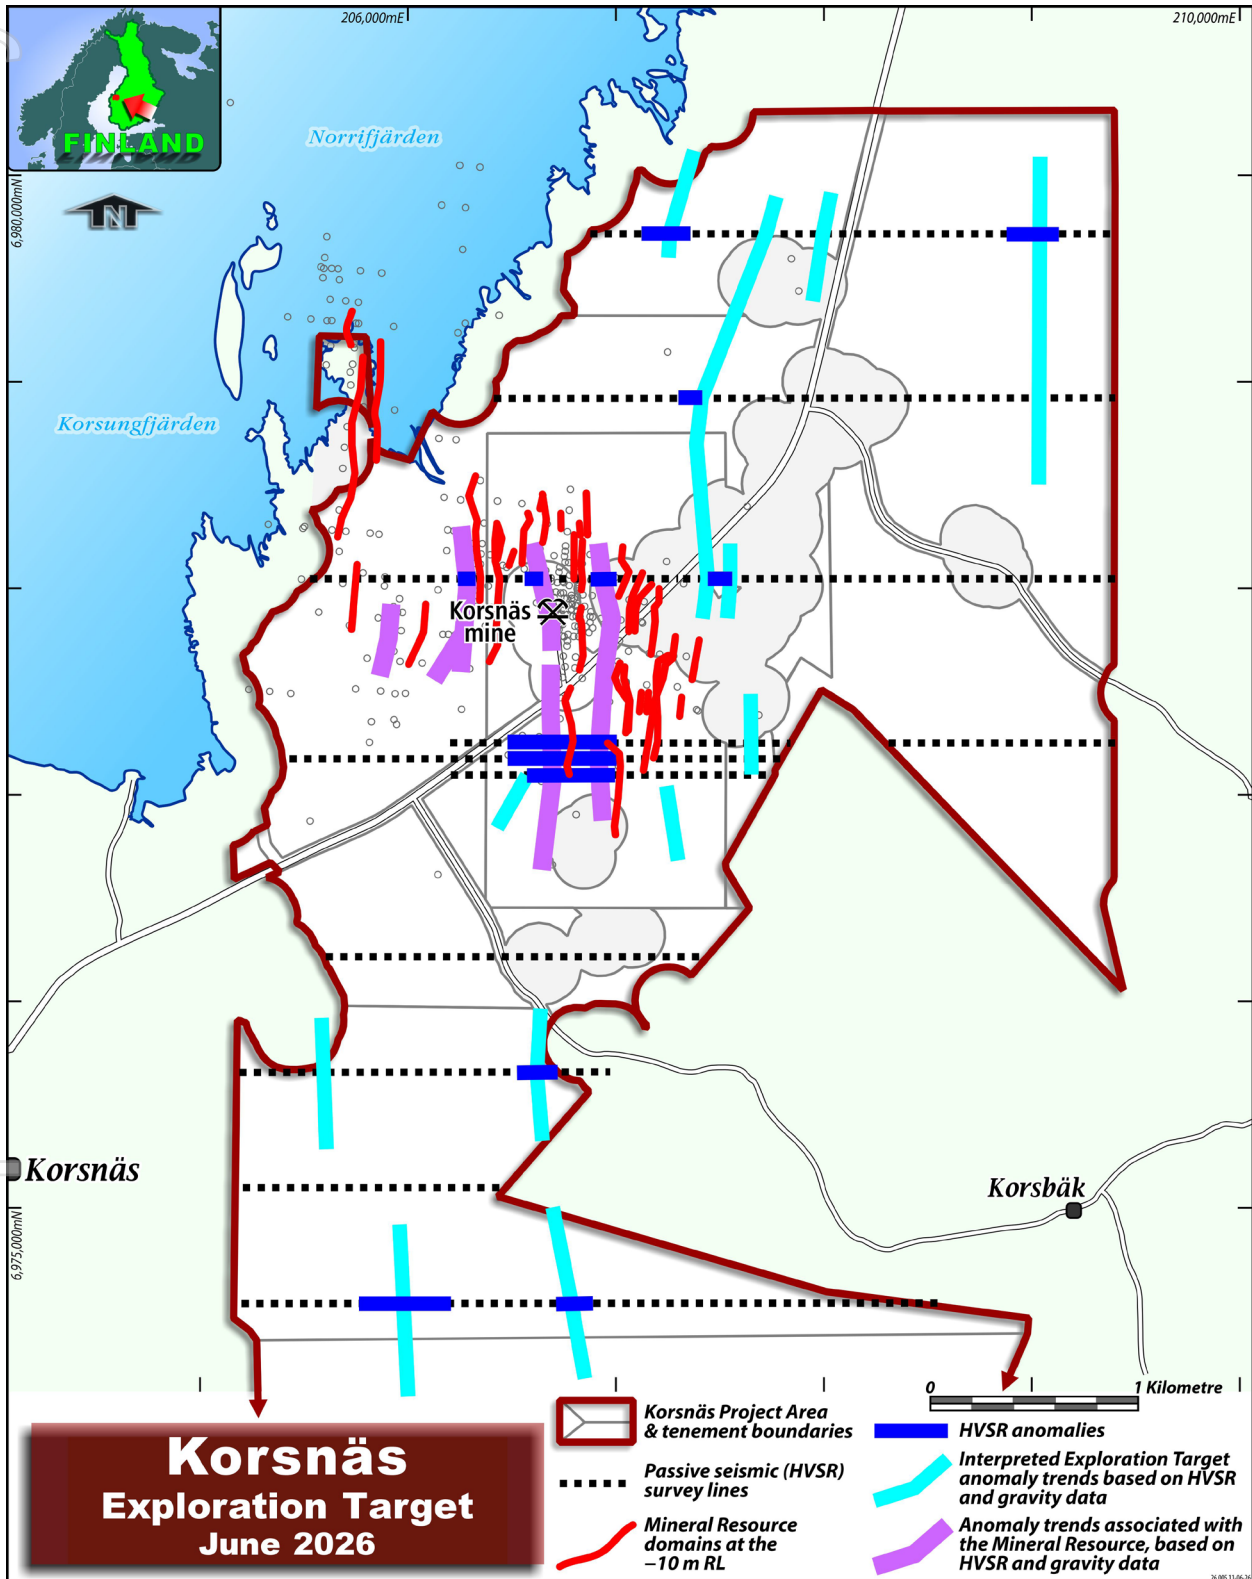 206,000mE
210,000mE
FINLAND
Norrifjärden
6,980,000mN
N
Korsungfjärden
Korsnäs
mine
Korsnäs
Korsbäk
6,975,000mN
0
1 Kilometre
Korsnäs
Exploration Target
June 2026
Korsnäs Project Area
& tenement boundaries
Passive seismic (HVSR)
survey lines
Mineral Resource
domains at the
–10 m RL
HVSR anomalies
Interpreted Exploration Target
anomaly trends based on HVSR
and gravity data
Anomaly trends associated with
the Mineral Resource, based on
HVSR and gravity data